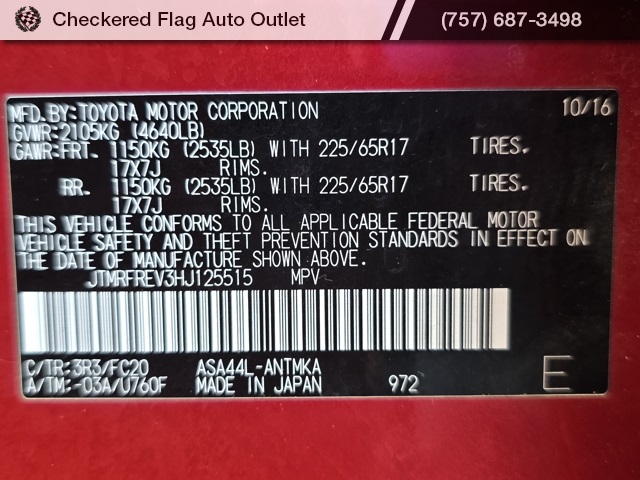 Checkered Flag Auto Outlet
(757) 687-3498
MFD. BY: TOYOTA MOTOR CORPORATION 10/16
GVWR: 2105KG (4640LB)
GAWR: FRT. 1150KG (2535LB) WITH 225/65R17 TIRES.
17X7J RIMS.
RR. 1150KG (2535LB) WITH 225/65R17 TIRES.
17X7J RIMS.
THIS VEHICLE CONFORMS TO ALL APPLICABLE FEDERAL MOTOR
VEHICLE SAFETY AND THEFT PREVENTION STANDARDS IN EFFECT ON
THE DATE OF MANUFACTURE SHOWN ABOVE.
JTMRFREV3HJ125515 MPV
C/TR: 3R3/FC20 ASA44L-ANTMKA
A/TM: -03A/U760F MADE IN JAPAN 972 E